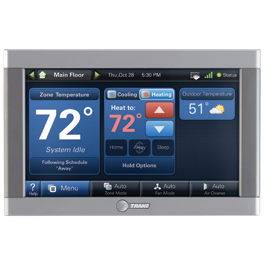 Main Floor
Thu, Oct 28
5:30 PM
Status
Zone Temperature
72°
System Idle
Following Schedule
"Away"
Cooling
Heating
Heat to:
72°
Home
Away
Sleep
Hold Options
Outdoor Temperature
51°
?
Help
Menu
Auto
Zone Mode
Auto
Fan Mode
Auto
Air Cleaner
TRANE